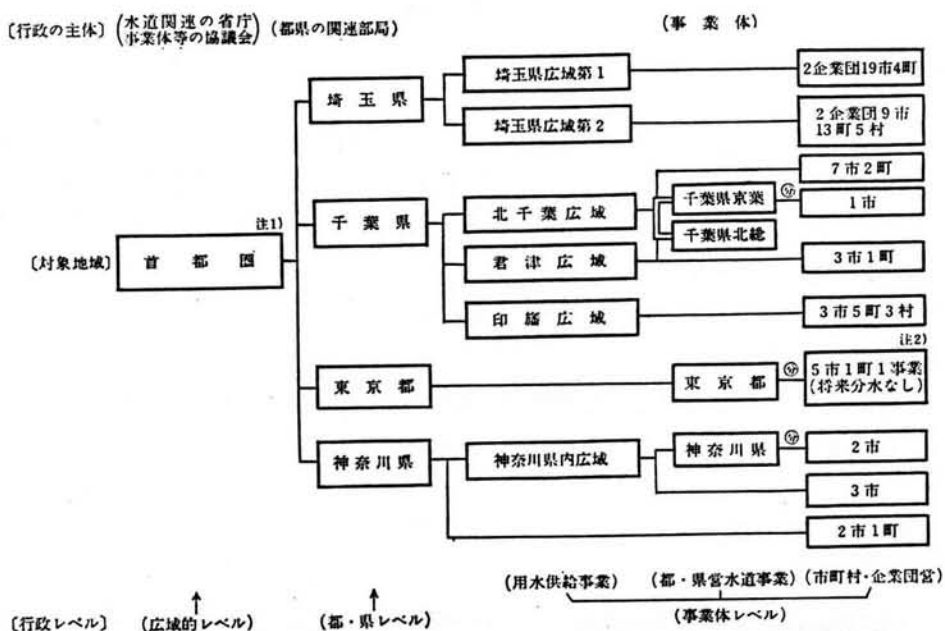 〔行政の主体〕(水道関連の省庁
事業体等の協議会) (都県の関連部局) (事業体)
埼玉県
埼玉県広域第1
2企業団19市4町
埼玉県広域第2
2企業団9市
13町5村
千葉県
北千葉広域
7市2町
千葉県京葉
分
1市
千葉県北総
君津広域
3市1町
印旛広域
3市5町3村
〔対象地域〕
首都圏
注1)
東京都
東京都
分
注2)
5市1町1事業
(将来分水なし)
神奈川県
神奈川県内広域
神奈川県
分
2市
3市
2市1町
(用水供給事業) (都・県営水道事業) (市町村・企業団営)
(事業体レベル)
〔行政レベル〕 (広域的レベル) (都・県レベル)